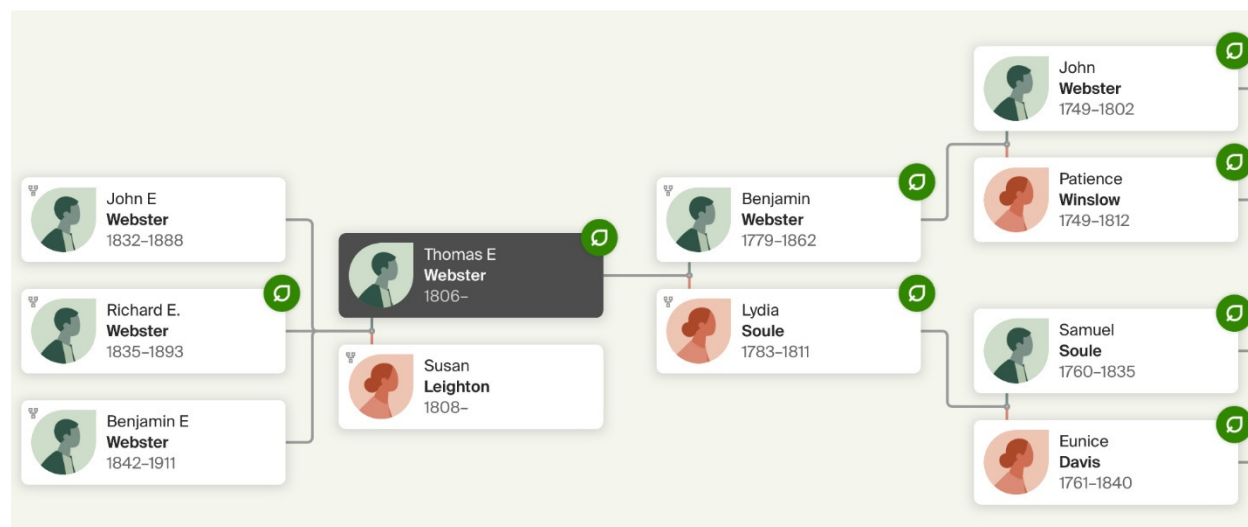 John
Webster
1749–1802
Patience
Winslow
1749–1812
John E
Webster
1832–1888
Benjamin
Webster
1779–1862
Thomas E
Webster
1806–
Richard E.
Webster
1835–1893
Lydia
Soule
1783–1811
Samuel
Soule
1760–1835
Susan
Leighton
1808–
Benjamin E
Webster
1842–1911
Eunice
Davis
1761–1840